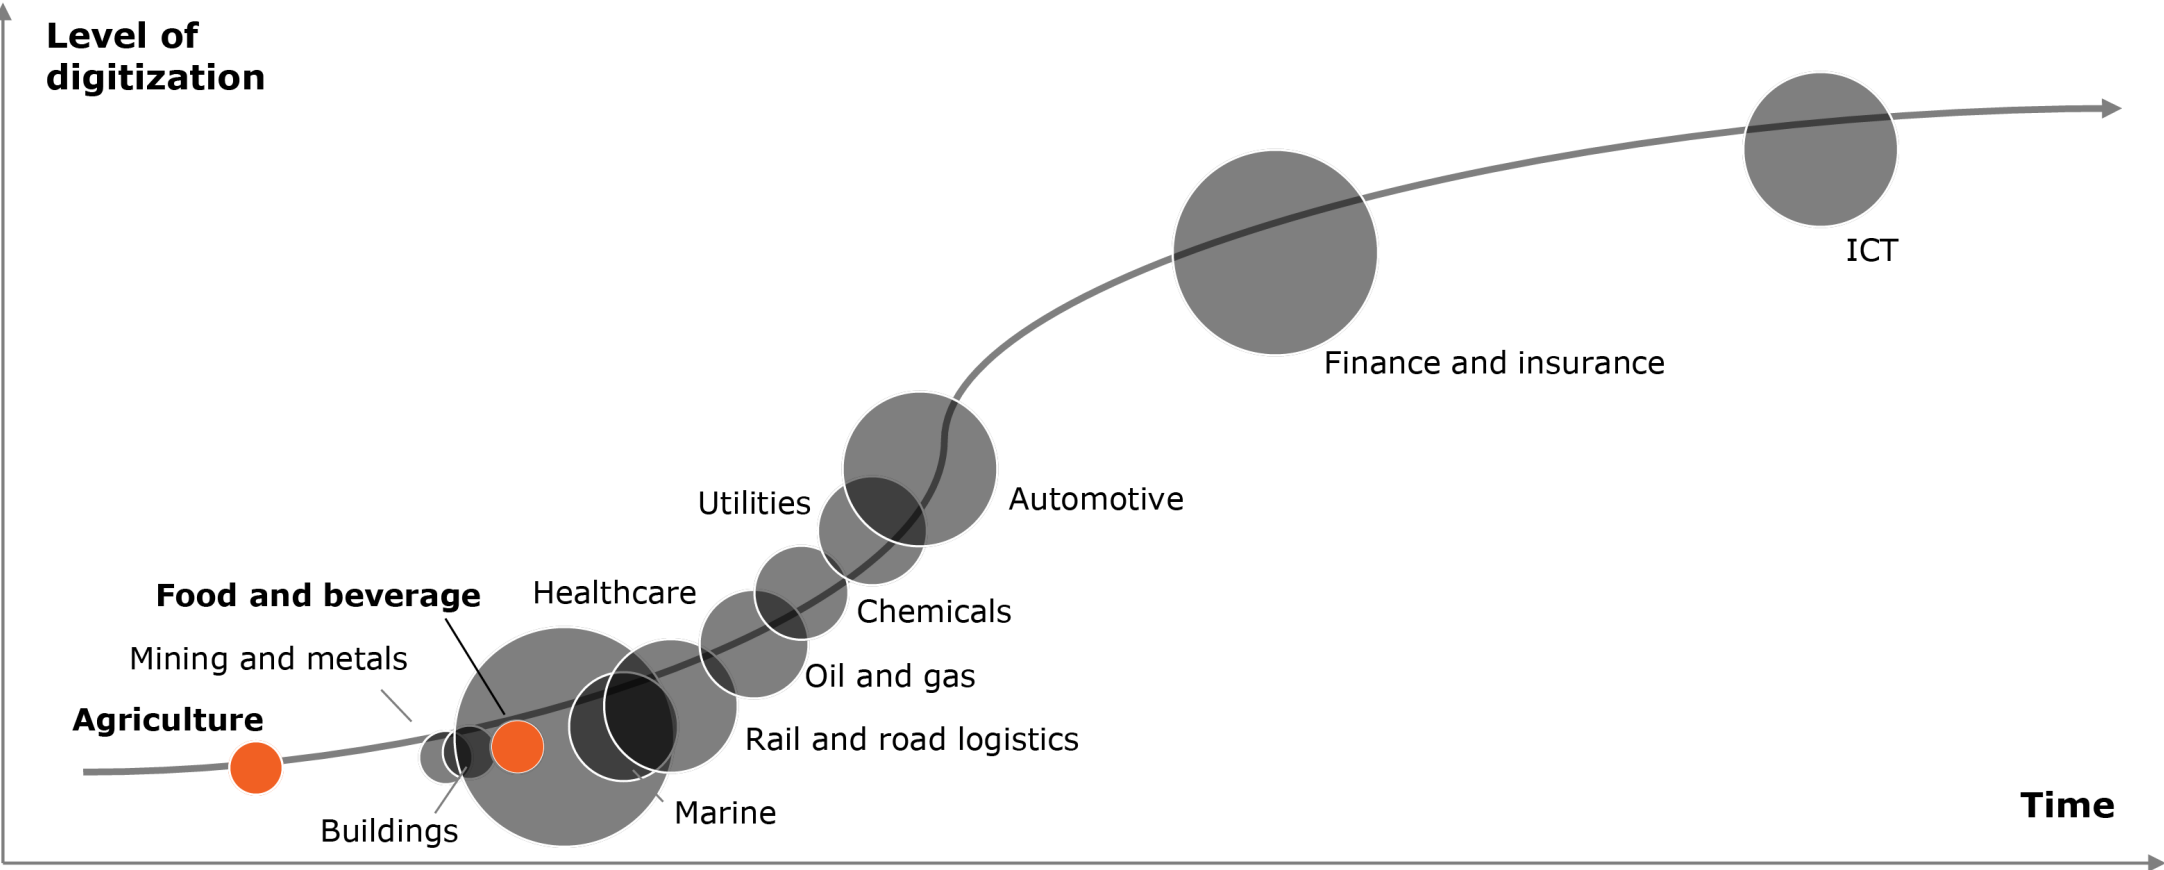 Level of
digitization
ICT
Finance and insurance
Utilities
Automotive
Food and beverage
Healthcare
Chemicals
Mining and metals
Oil and gas
Agriculture
Rail and road logistics
Marine
Time
Buildings